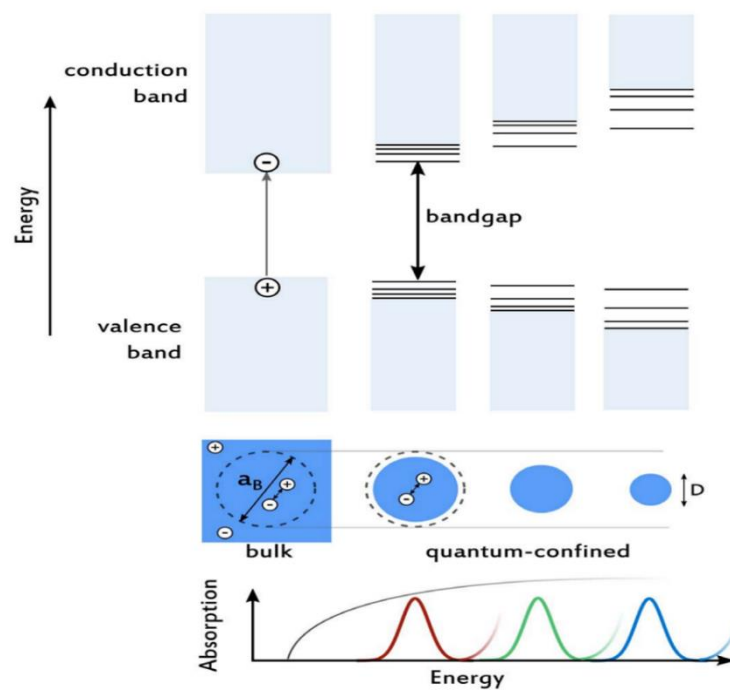 conduction
band
−
Energy
bandgap
+
valence
band
+
a_B
+
−
+
−
D
−
bulk
quantum-confined
Absorption
Energy